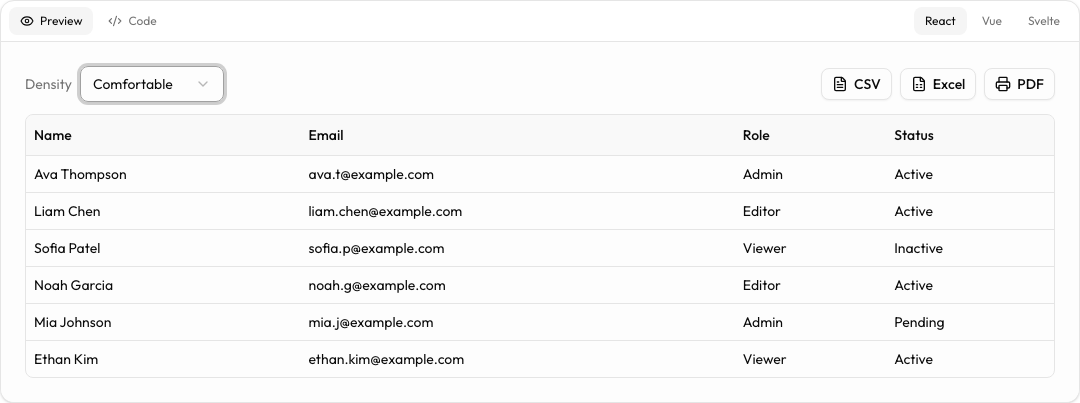 Preview Code React Vue Svelte
Density Comfortable CSV Excel PDF
Name Email Role Status
Ava Thompson ava.t@example.com Admin Active
Liam Chen liam.chen@example.com Editor Active
Sofia Patel sofia.p@example.com Viewer Inactive
Noah Garcia noah.g@example.com Editor Active
Mia Johnson mia.j@example.com Admin Pending
Ethan Kim ethan.kim@example.com Viewer Active